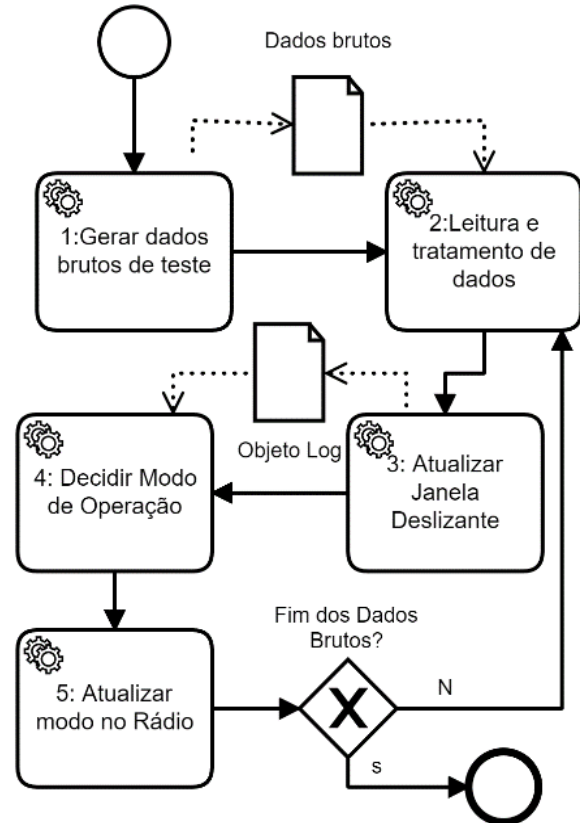 Dados brutos
1:Gerar dados
brutos de teste
2:Leitura e
tratamento de
dados
Objeto Log
3: Atualizar
Janela
Deslizante
4: Decidir Modo
de Operação
5: Atualizar
modo no Rádio
Fim dos Dados
Brutos?
X
N
s